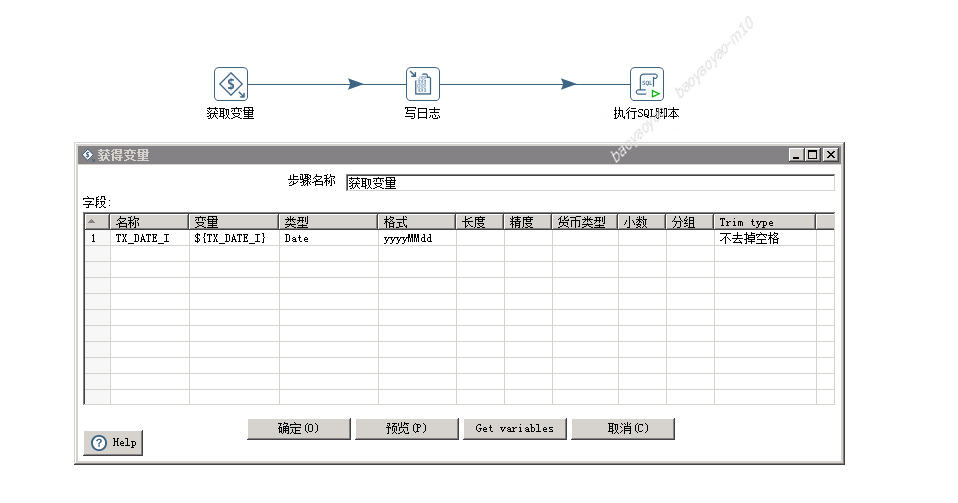 获取变量 写日志 执行SQL脚本
baoyaoyao-m10
获得变量
步骤名称 获取变量
字段:
名称 变量 类型 格式 长度 精度 货币类型 小数 分组 Trim type
1 TX_DATE_I ${TX_DATE_I} Date yyyyMMdd 不去掉空格
确定(O) 预览(P) Get variables 取消(C)
Help